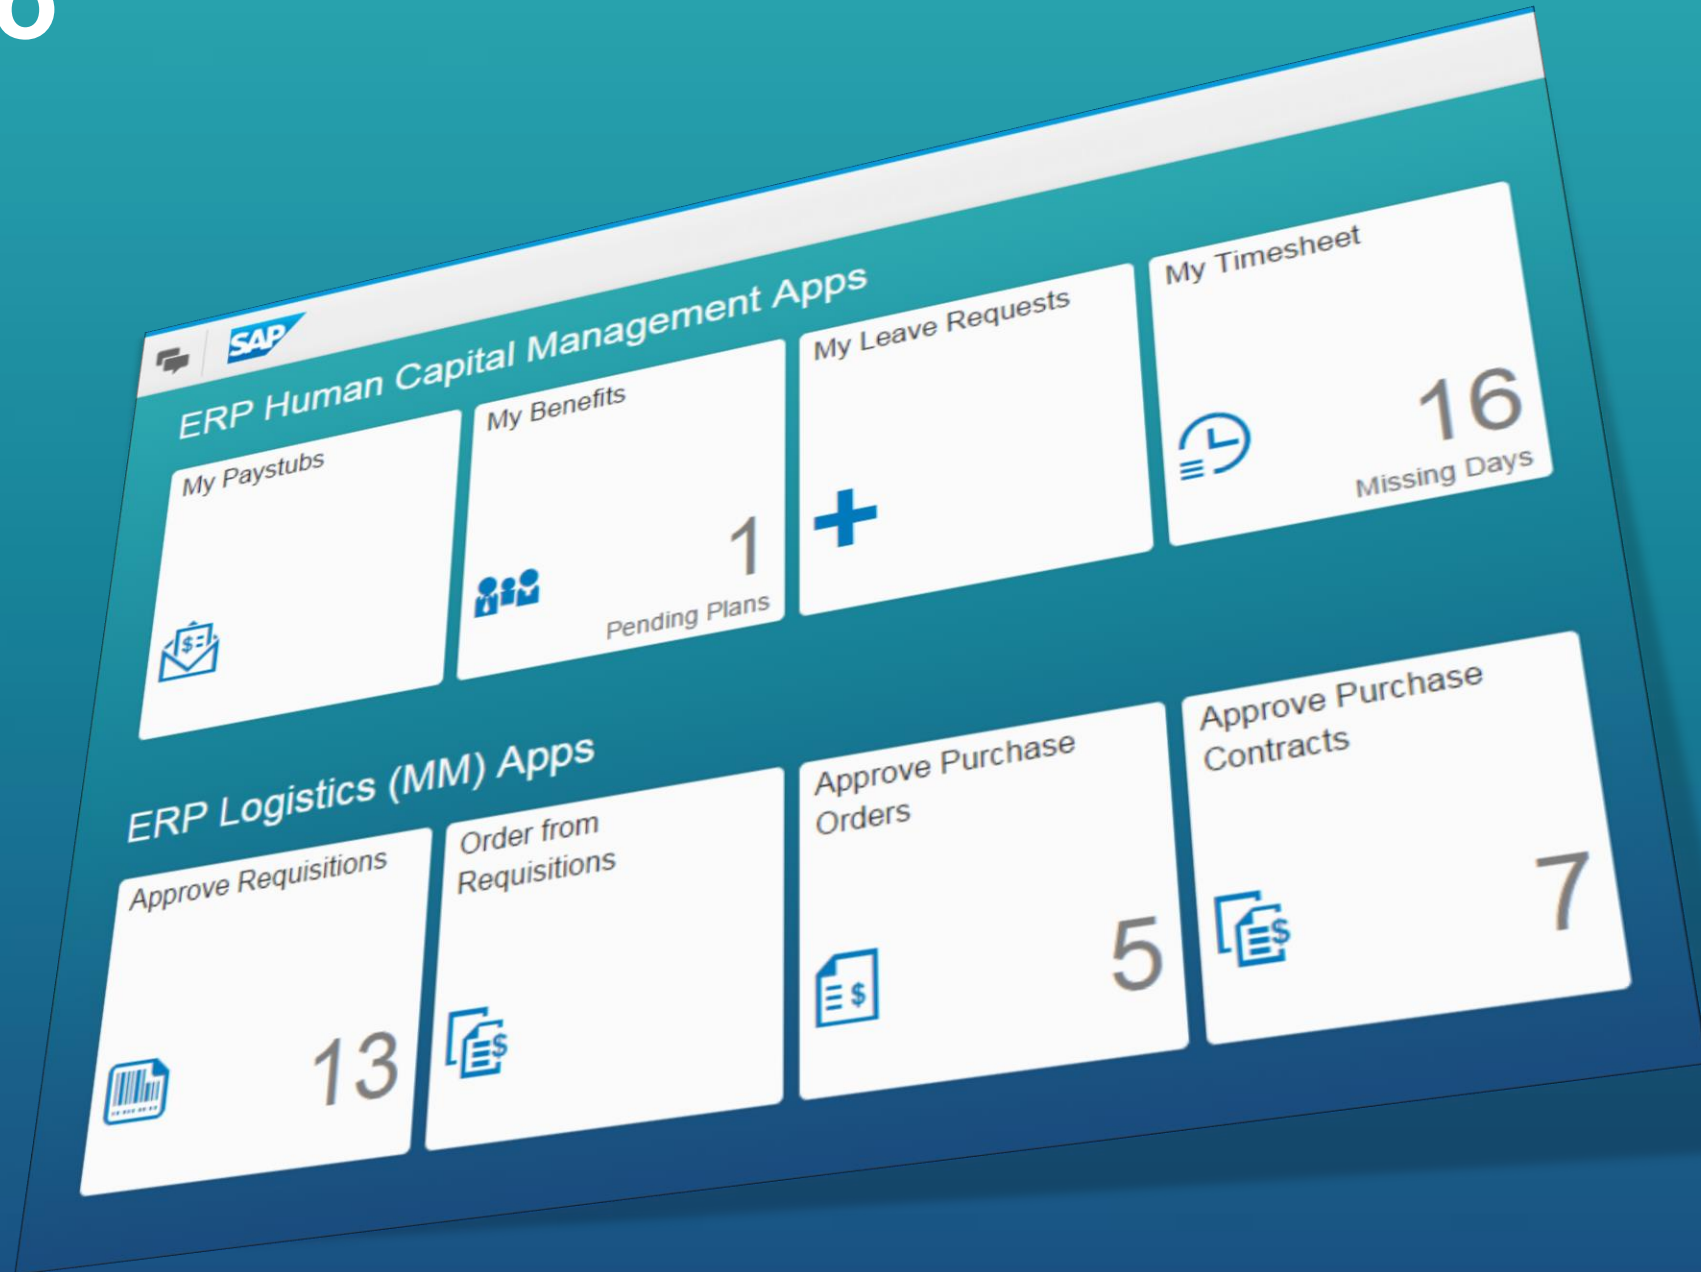 SAP
ERP Human Capital Management Apps
My Paystubs
My Benefits
1
Pending Plans
My Leave Requests
My Timesheet
16
Missing Days
ERP Logistics (MM) Apps
Approve Requisitions
13
Order from
Requisitions
Approve Purchase
Orders
5
Approve Purchase
Contracts
7